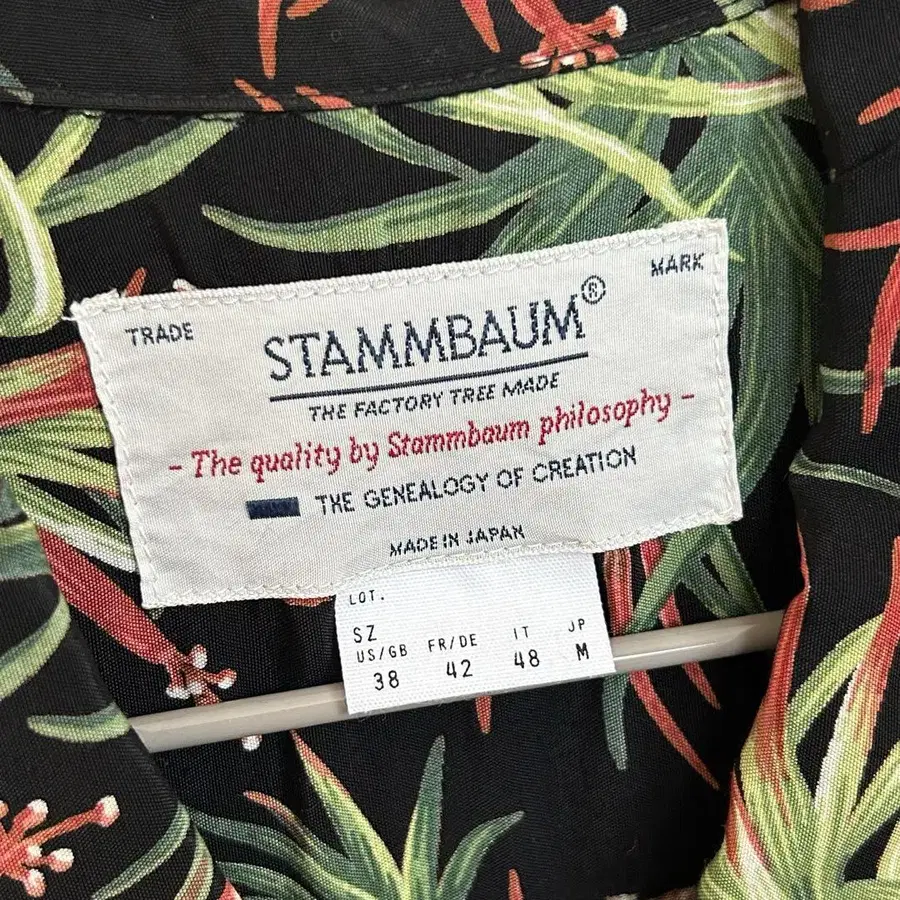 TRADE
MARK
STAMMBAUM®
THE FACTORY TREE MADE
- The quality by Stammbaum philosophy -
THE GENEALOGY OF CREATION
MADE IN JAPAN
LOT.
SZ
US/GB FR/DE IT JP
38 42 48 M